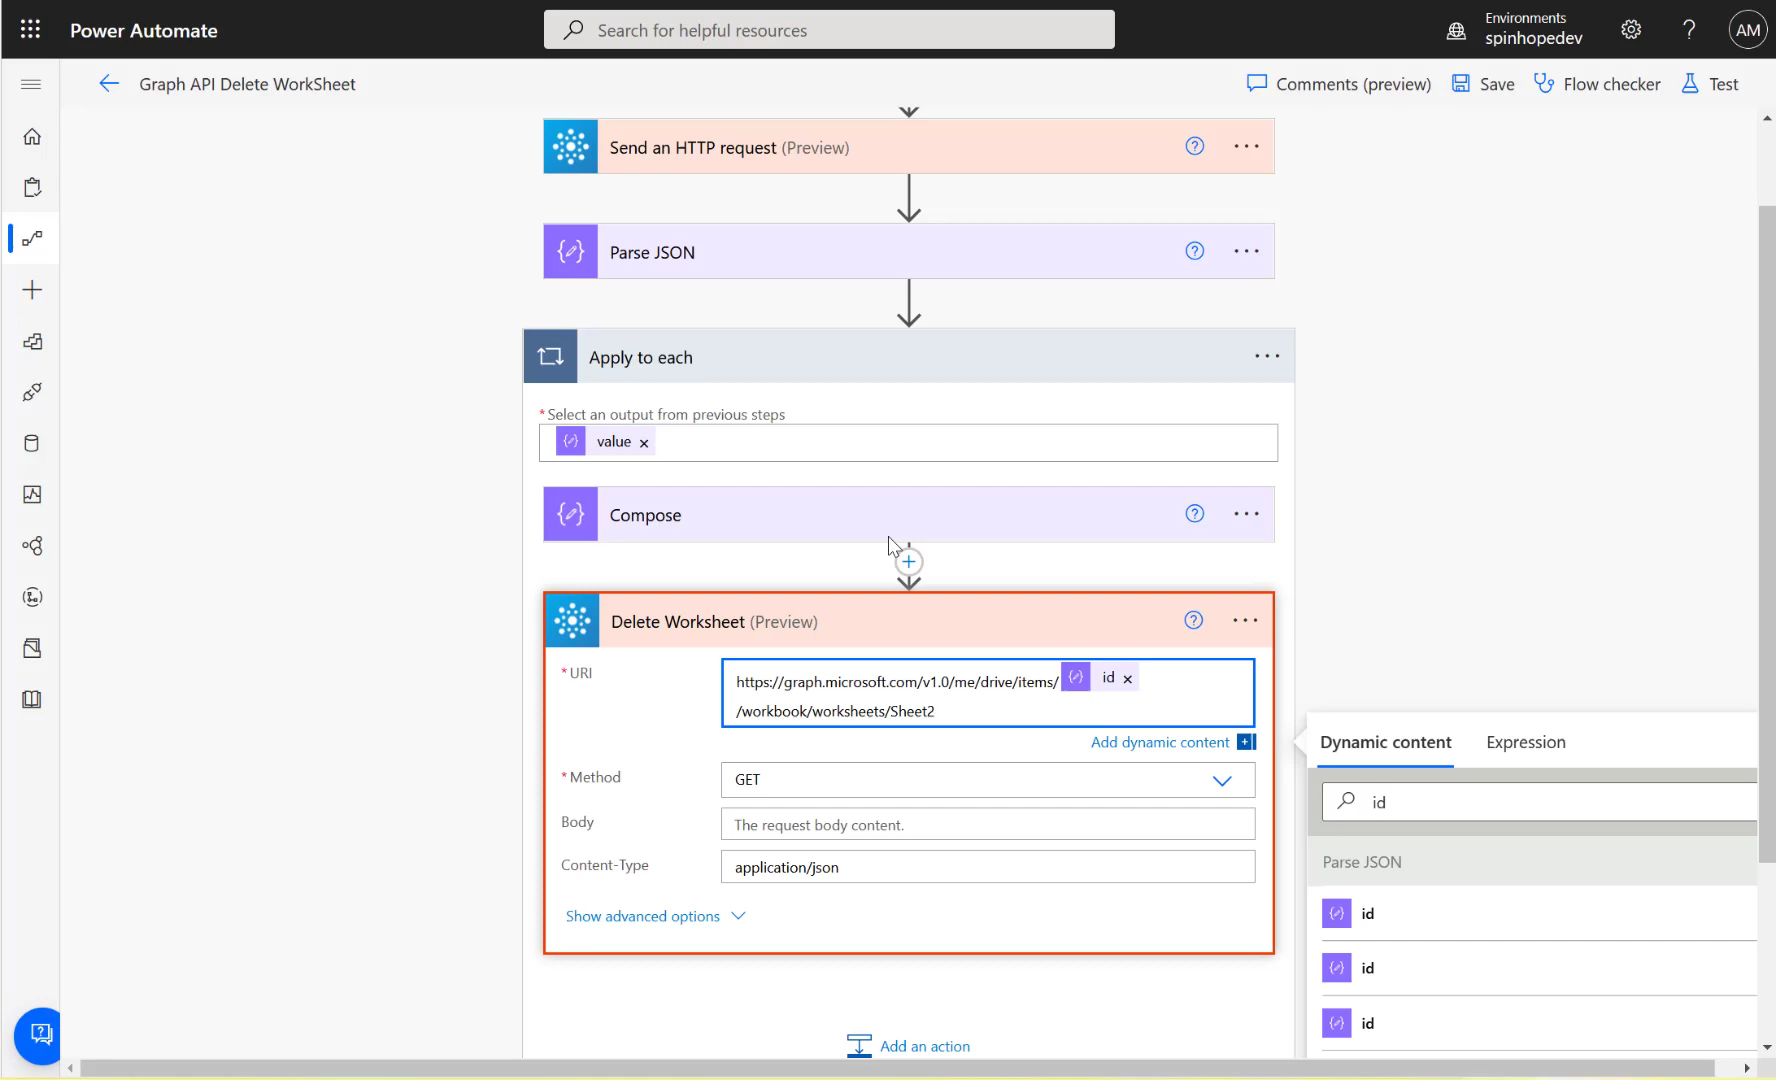 Power Automate
Search for helpful resources
Environments
spinhopedev
?
AM
Graph API Delete WorkSheet
Comments (preview)
Save
Flow checker
Test
Send an HTTP request (Preview)
?
Parse JSON
?
Apply to each
* Select an output from previous steps
value ×
Compose
?
Delete Worksheet (Preview)
?
* URI
https://graph.microsoft.com/v1.0/me/drive/items/ id ×
/workbook/worksheets/Sheet2
Add dynamic content
* Method
GET
Body
The request body content.
Content-Type
application/json
Show advanced options
Add an action
Dynamic content
Expression
id
Parse JSON
id
id
id